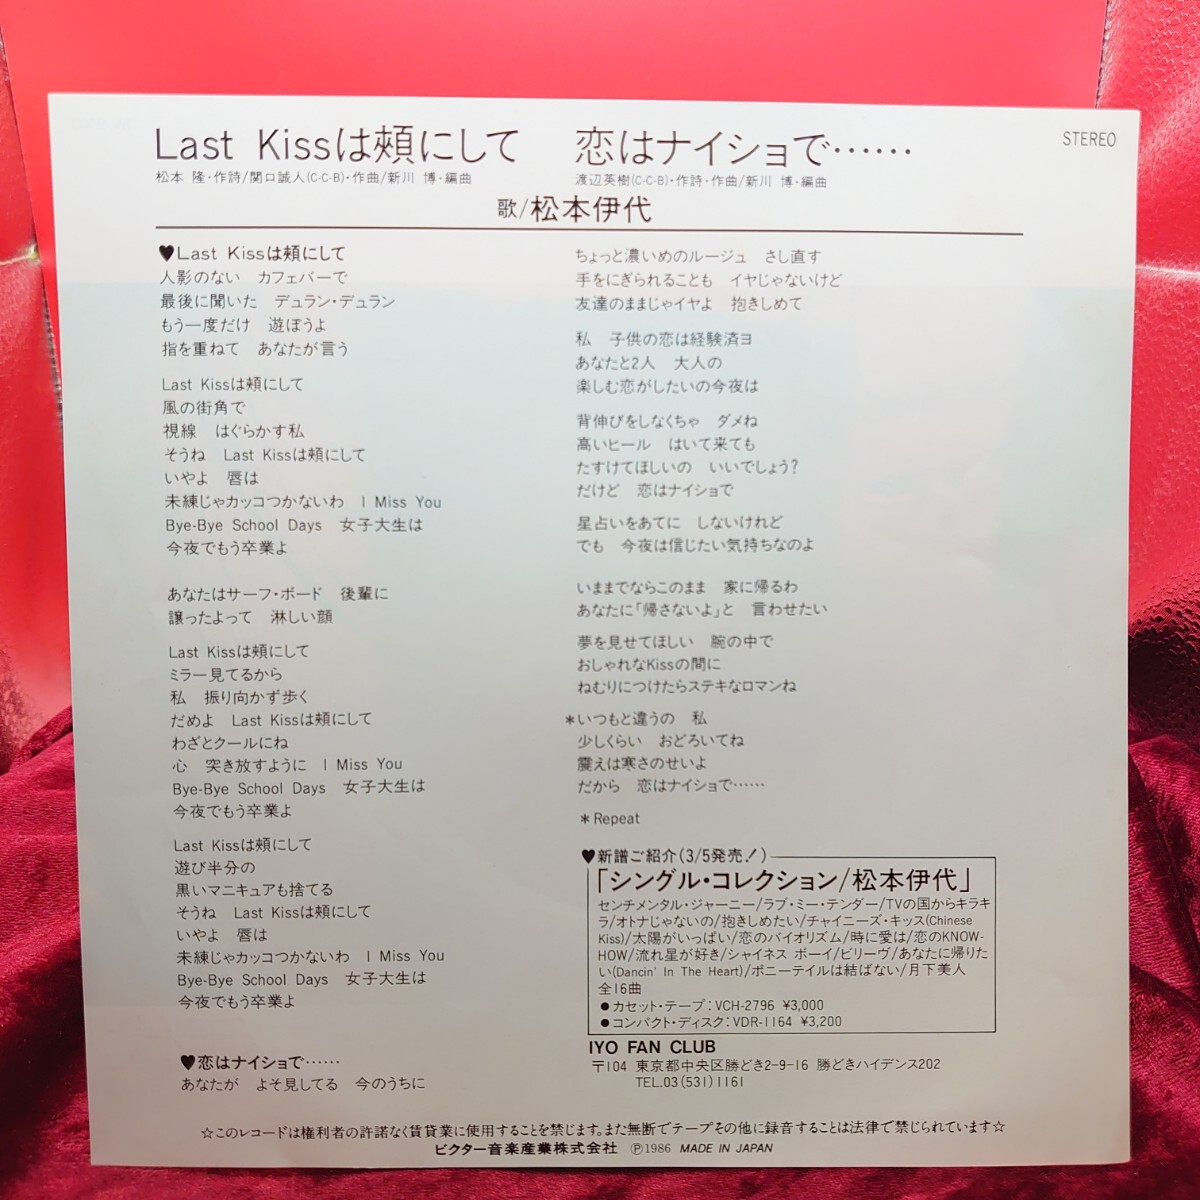 Last Kissは頰にして
松本 隆・作詩/関口誠人(C-C-B)・作曲/新川 博・編曲
恋はナイショで……
渡辺英樹(C-C-B)・作詩・作曲/新川 博・編曲
STEREO
歌/松本伊代
♥Last Kissは頰にして
人影のない　カフェバーで
最後に聞いた　デュラン・デュラン
もう一度だけ　遊ぼうよ
指を重ねて　あなたが言う
Last Kissは頰にして
風の街角で
視線　はぐらかす私
そうね　Last Kissは頰にして
いやよ　唇は
未練じゃカッコつかないわ　I Miss You
Bye-Bye School Days　女子大生は
今夜でもう卒業よ
あなたはサーフ・ボード　後輩に
譲ったよって　淋しい顔
Last Kissは頰にして
ミラー見てるから
私　振り向かず歩く
だめよ　Last Kissは頰にして
わざとクールにね
心　突き放すように　I Miss You
Bye-Bye School Days　女子大生は
今夜でもう卒業よ
Last Kissは頰にして
遊び半分の
黒いマニキュアも捨てる
そうね　Last Kissは頰にして
いやよ　唇は
未練じゃカッコつかないわ　I Miss You
Bye-Bye School Days　女子大生は
今夜でもう卒業よ
♥恋はナイショで……
あなたが　よそ見してる　今のうちに
ちょっと濃いめのルージュ　さし直す
手をにぎられることも　イヤじゃないけど
友達のままじゃイヤよ　抱きしめて
私　子供の恋は経験済ヨ
あなたと2人　大人の
楽しむ恋がしたいの今夜は
背伸びをしなくちゃ　ダメね
高いヒール　はいて来ても
たすけてほしいの　いいでしょう?
だけど　恋はナイショで
星占いをあてに　しないけれど
でも　今夜は信じたい気持ちなのよ
いままでならこのまま　家に帰るわ
あなたに「帰さないよ」と　言わせたい
夢を見せてほしい　腕の中で
おしゃれなKissの間に
ねむりにつけたらステキなロマンね
＊いつもと違うの　私
少しくらい　おどろいてね
震えは寒さのせいよ
だから　恋はナイショで……
＊Repeat
♥新譜ご紹介(3/5発売！)
「シングル・コレクション/松本伊代」
センチメンタル・ジャーニー/ラブ・ミー・テンダー/TVの国からキラキ
ラ/オトナじゃないの/抱きしめたい/チャイニーズ・キッス(Chinese
Kiss)/太陽がいっぱい/恋のバイオリズム/時に愛は/恋のKNOW-
HOW/流れ星が好き/シャイネス ボーイ/ビリーヴ/あなたに帰りた
い(Dancin' In The Heart)/ポニーテイルは結ばない/月下美人
全16曲
●カセット・テープ：VCH-2796 ¥3,000
●コンパクト・ディスク：VDR-1164 ¥3,200
IYO FAN CLUB
〒104 東京都中央区勝どき2-9-16 勝どきハイデンス202
TEL.03(531)1161
☆このレコードは権利者の許諾なく賃貸業に使用することを禁じます。また無断でテープその他に録音することは法律で禁じられています☆
ビクター音楽産業株式会社 ℗1986 MADE IN JAPAN